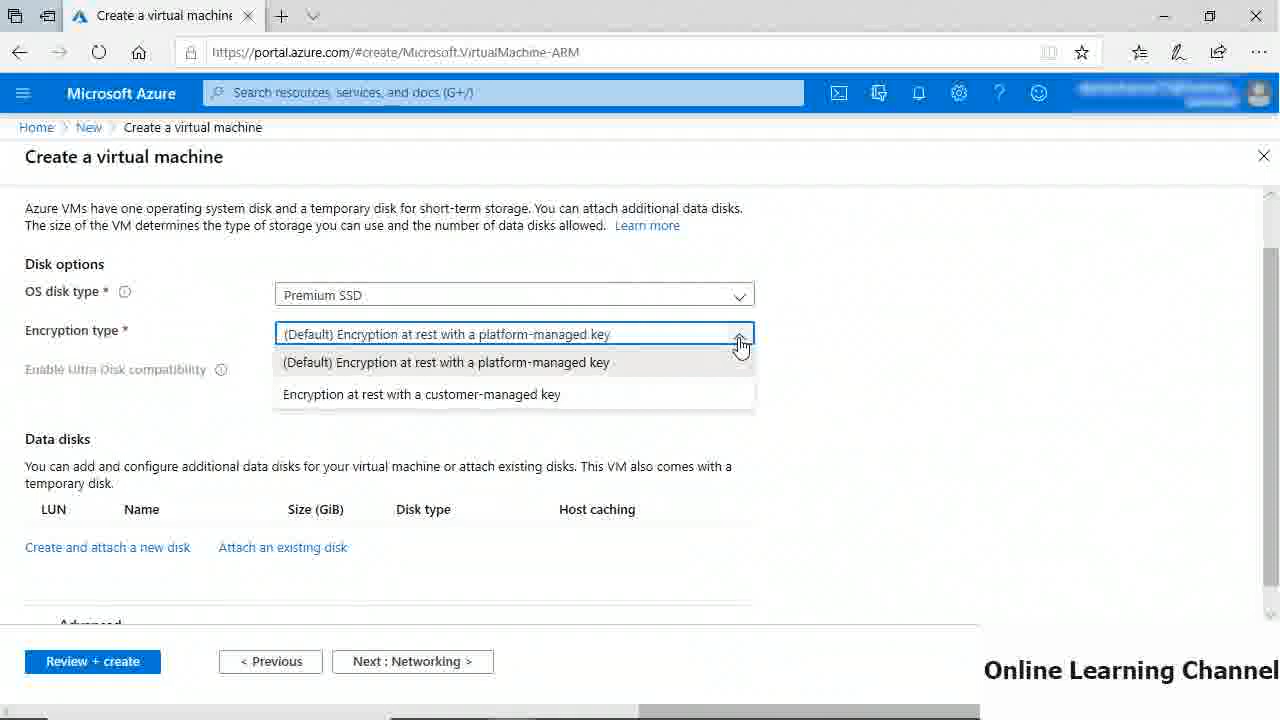 Create a virtual machine
https://portal.azure.com/#create/Microsoft.VirtualMachine-ARM
Microsoft Azure
Search resources, services, and docs (G+/)
Home > New > Create a virtual machine
Create a virtual machine
Azure VMs have one operating system disk and a temporary disk for short-term storage. You can attach additional data disks.
The size of the VM determines the type of storage you can use and the number of data disks allowed. Learn more
Disk options
OS disk type *
Premium SSD
Encryption type *
(Default) Encryption at rest with a platform-managed key
(Default) Encryption at rest with a platform-managed key
Enable Ultra Disk compatibility
Encryption at rest with a customer-managed key
Data disks
You can add and configure additional data disks for your virtual machine or attach existing disks. This VM also comes with a
temporary disk.
LUN Name Size (GiB) Disk type Host caching
Create and attach a new disk Attach an existing disk
Advanced
Review + create < Previous Next : Networking >
Online Learning Channel